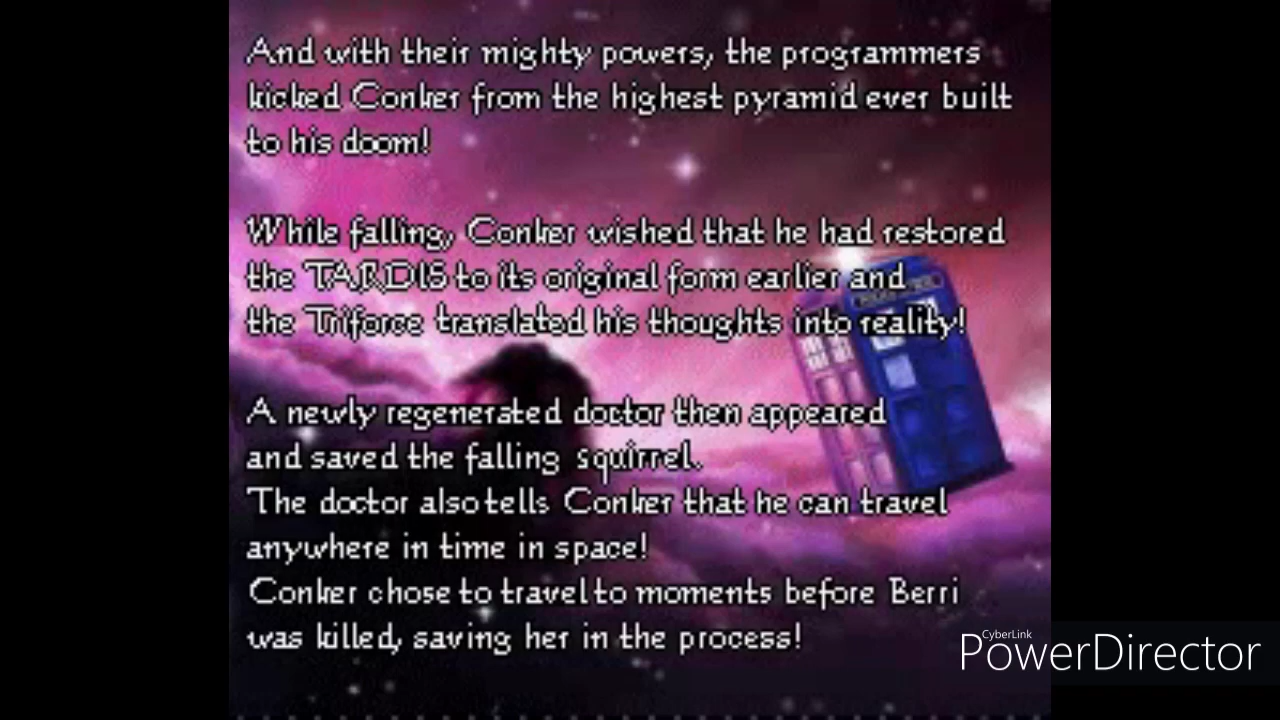 And with their mighty powers, the programmers
kicked Conker from the highest pyramid ever built
to his doom!
While falling, Conker wished that he had restored
the TARDIS to its original form earlier and
the Triforce translated his thoughts into reality!
A newly regenerated doctor then appeared
and saved the falling squirrel.
The doctor also tells Conker that he can travel
anywhere in time in space!
Conker chose to travel to moments before Berri
was killed, saving her in the process!
CyberLink
PowerDirector